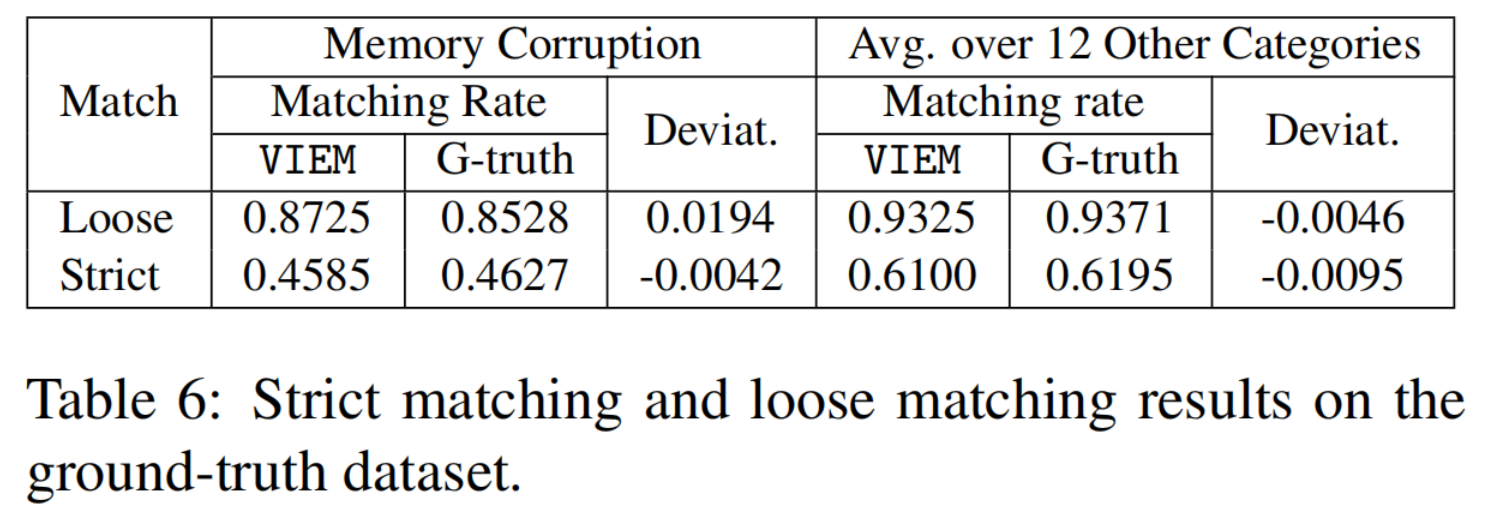 Match Memory Corruption Avg. over 12 Other Categories
Matching Rate Deviat. Matching rate Deviat.
VIEM G-truth VIEM G-truth
Loose 0.8725 0.8528 0.0194 0.9325 0.9371 -0.0046
Strict 0.4585 0.4627 -0.0042 0.6100 0.6195 -0.0095
Table 6: Strict matching and loose matching results on the
ground-truth dataset.